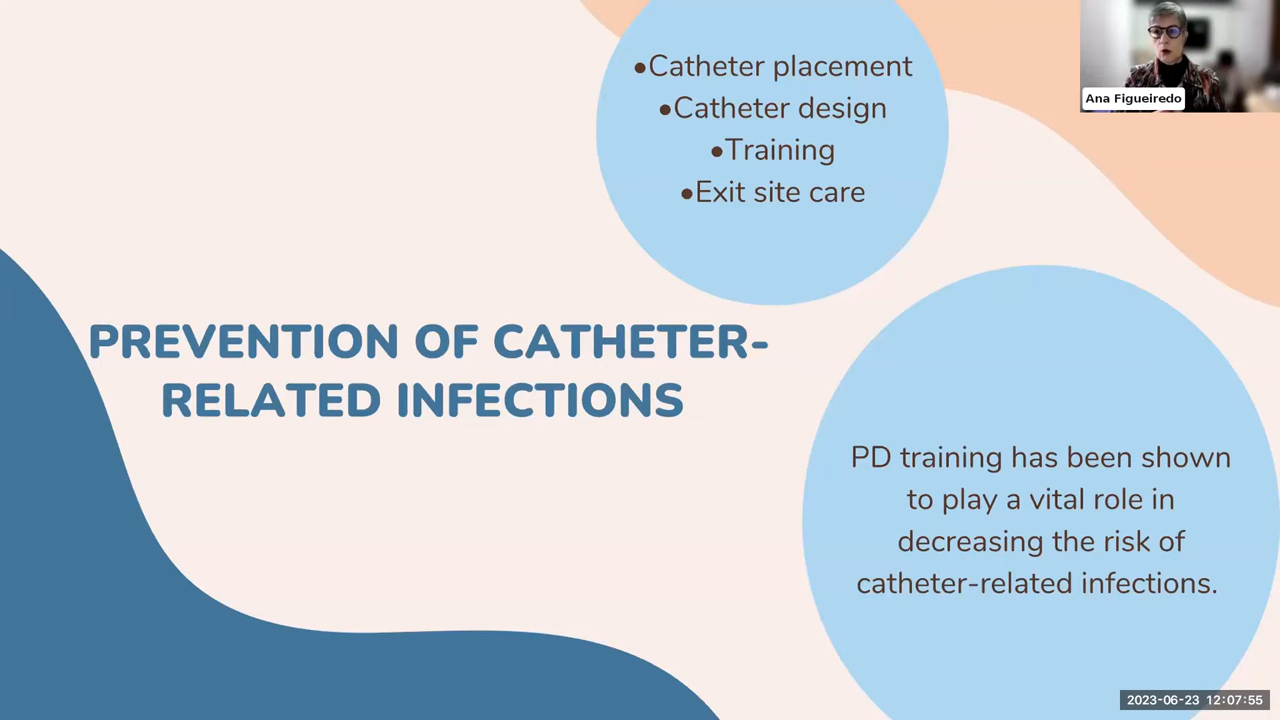 •Catheter placement
•Catheter design
•Training
•Exit site care
Ana Figueiredo
PREVENTION OF CATHETER-
RELATED INFECTIONS
PD training has been shown
to play a vital role in
decreasing the risk of
catheter-related infections.
2023-06-23 12:07:55